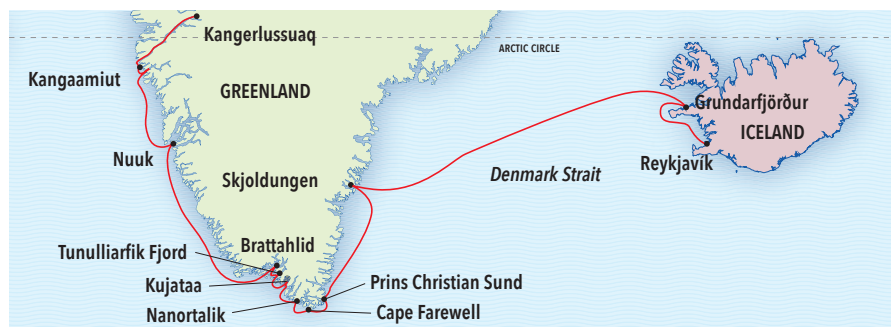 Kangerlussuaq
ARCTIC CIRCLE
Kangaamiut
GREENLAND
Grundarfjörður
ICELAND
Nuuk
Reykjavik
Skjoldungen
Denmark Strait
Brattahlid
Tunulliarfik Fjord
Kujataa
Prins Christian Sund
Nanortalik
Cape Farewell